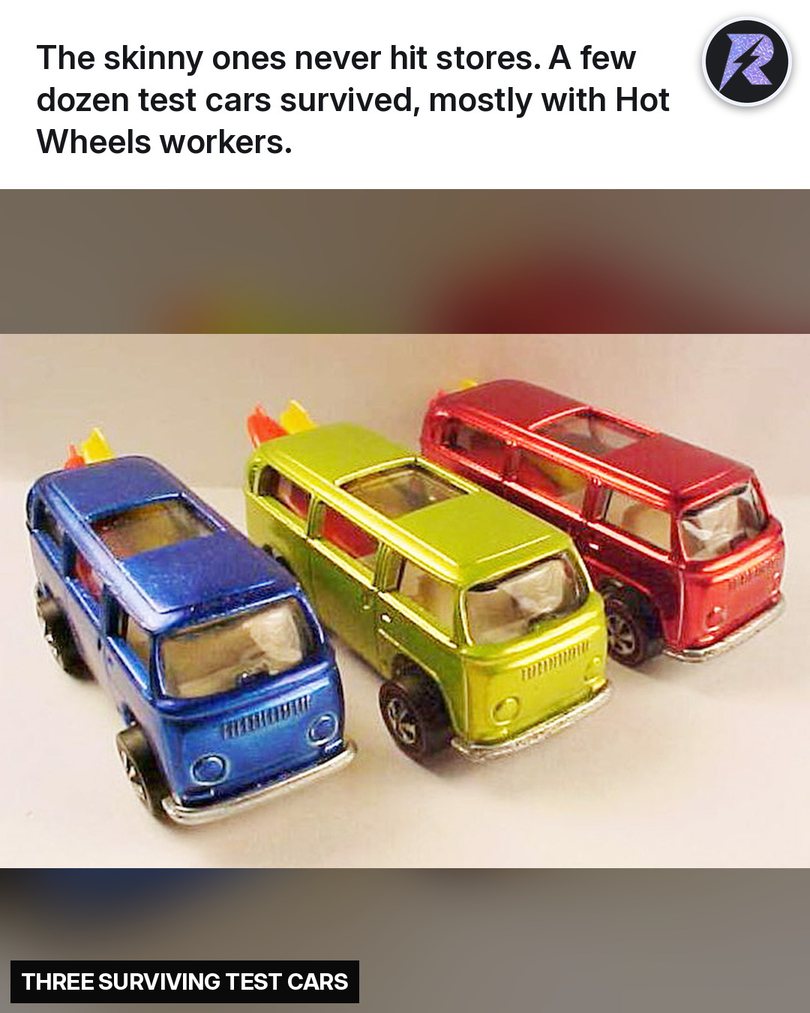 The skinny ones never hit stores. A few
dozen test cars survived, mostly with Hot
Wheels workers.
R
THREE SURVIVING TEST CARS